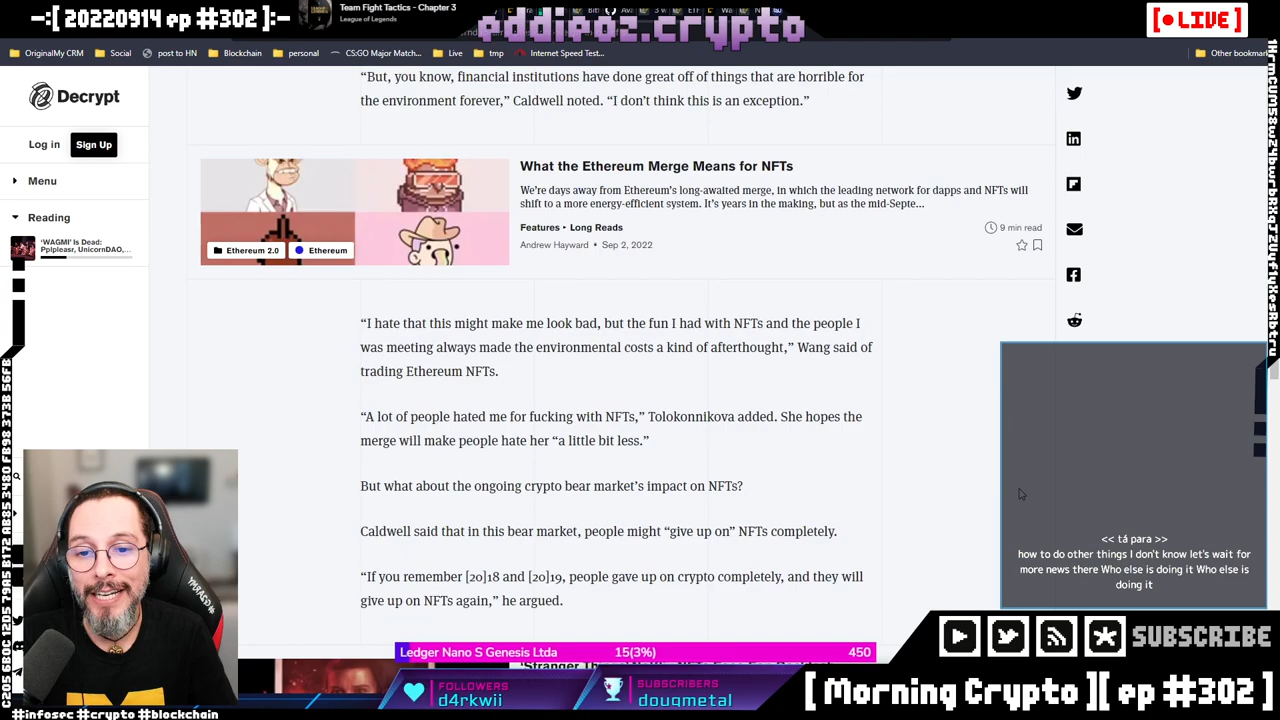 -:[ 20220914 ep #302 ]:-
Team Fight Tactics - Chapter 3
League of Legends
eddieoz.crypto
[ • LIVE ]
OriginalMy CRM
Social
post to HN
Blockchain
personal
CS:GO Major Match...
Live
tmp
Internet Speed Test...
Other bookmar
Decrypt
Log in
Sign Up
Menu
Reading
'WAGMI' Is Dead:
Pplpleasr, UnicornDAO,...
“But, you know, financial institutions have done great off of things that are horrible for
the environment forever,” Caldwell noted. “I don’t think this is an exception.”
What the Ethereum Merge Means for NFTs
We’re days away from Ethereum’s long-awaited merge, in which the leading network for dapps and NFTs will
shift to a more energy-efficient system. It’s years in the making, but as the mid-Septe...
Features • Long Reads
9 min read
Andrew Hayward • Sep 2, 2022
Ethereum 2.0
Ethereum
“I hate that this might make me look bad, but the fun I had with NFTs and the people I
was meeting always made the environmental costs a kind of afterthought,” Wang said of
trading Ethereum NFTs.
“A lot of people hated me for fucking with NFTs,” Tolokonnikova added. She hopes the
merge will make people hate her “a little bit less.”
But what about the ongoing crypto bear market’s impact on NFTs?
Caldwell said that in this bear market, people might “give up on” NFTs completely.
“If you remember [20]18 and [20]19, people gave up on crypto completely, and they will
give up on NFTs again,” he argued.
<< tá para >>
how to do other things I don't know let's wait for
more news there Who else is doing it Who else is
doing it
Ledger Nano S Genesis Ltda
15(3%)
450
FOLLOWERS
d4rkwii
SUBSCRIBERS
dougmetal
SUBSCRIBE
[ Morning Crypto ][ ep #302 ]
#infosec #crypto #blockchain